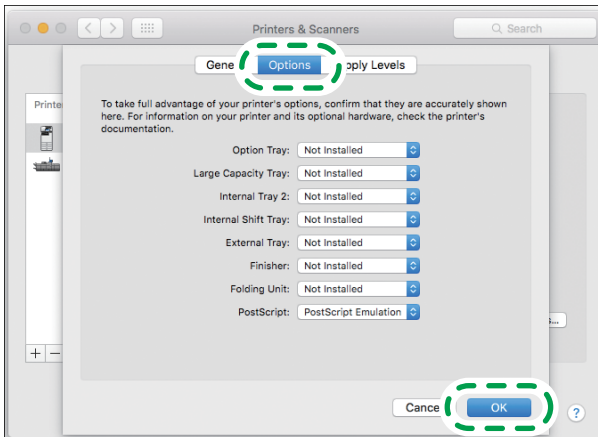 Printers & Scanners
Search
Gene Options pply Levels
Printe
To take full advantage of your printer's options, confirm that they are accurately shown
here. For information on your printer and its optional hardware, check the printer's
documentation.
Option Tray: Not Installed
Large Capacity Tray: Not Installed
Internal Tray 2: Not Installed
Internal Shift Tray: Not Installed
External Tray: Not Installed
Finisher: Not Installed
Folding Unit: Not Installed
PostScript: PostScript Emulation
s...
+ −
Cance OK
?